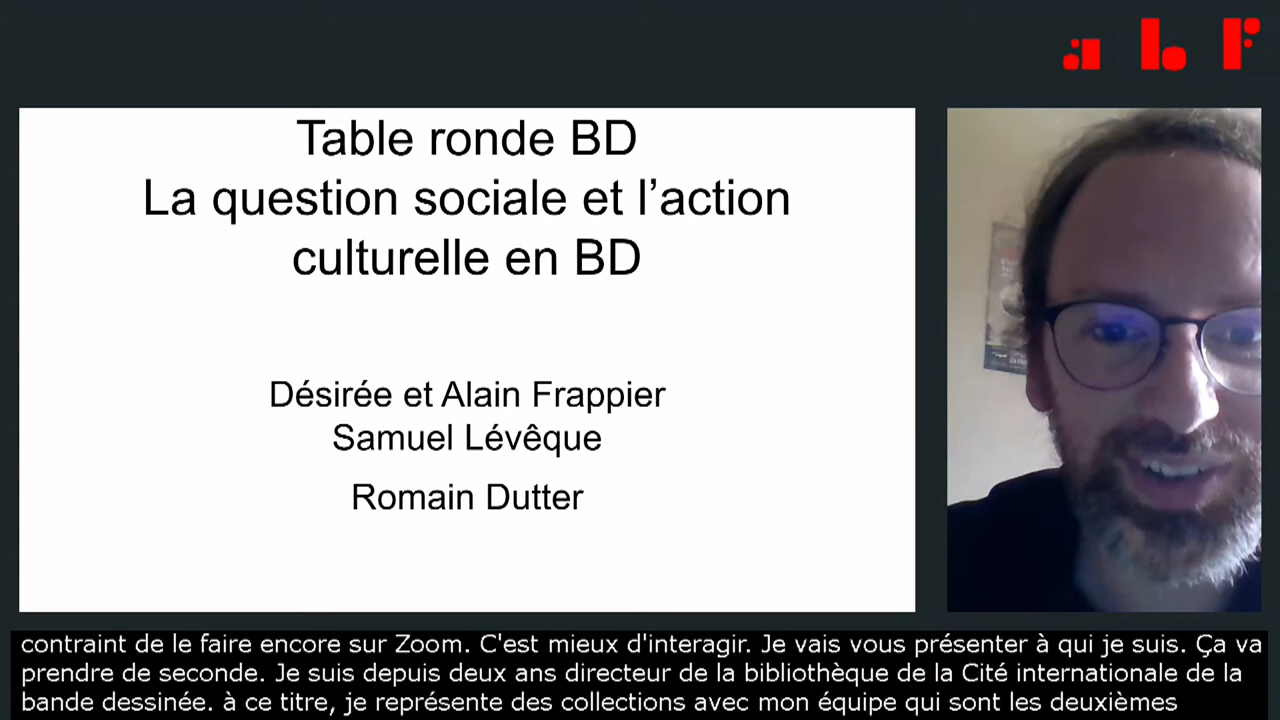 abf
Table ronde BD
La question sociale et l’action
culturelle en BD
Désirée et Alain Frappier
Samuel Lévêque
Romain Dutter
contraint de le faire encore sur Zoom. C'est mieux d'interagir. Je vais vous présenter à qui je suis. Ça va
prendre de seconde. Je suis depuis deux ans directeur de la bibliothèque de la Cité internationale de la
bande dessinée. à ce titre, je représente des collections avec mon équipe qui sont les deuxièmes